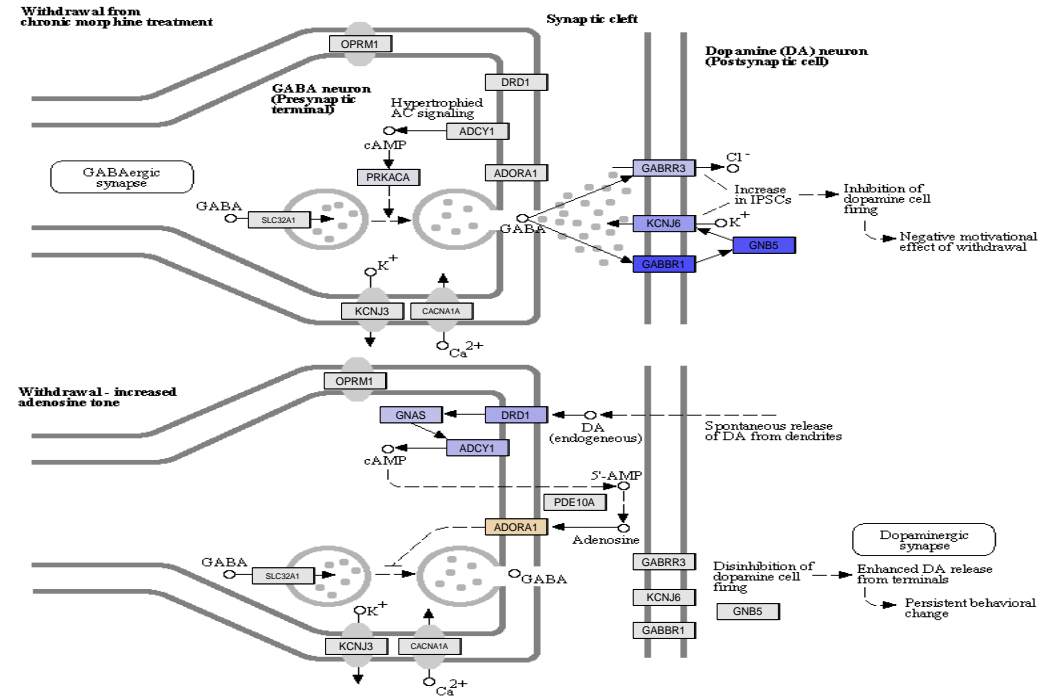 Withdrawal from
chronic morphine treatment
Synaptic cleft
OPRM1
Dopamine (DA) neuron
(Postsynaptic cell)
GABA neuron
(Presynaptic
terminal)
DRD1
Hypertrophied
AC signaling
ADCY1
cAMP
GABAergic
synapse
PRKACA
ADORA1
GABRR3
Cl-
Increase
in IPSCs
Inhibition of
dopamine cell
firing
GABA
SLC32A1
GABA
KCNJ6
K+
GNB5
Negative motivational
effect of withdrawal
GABBR1
K+
KCNJ3
CACNA1A
Ca2+
Withdrawal - increased
adenosine tone
OPRM1
GNAS
DRD1
DA
(endogeneous)
Spontaneous release
of DA from dendrites
ADCY1
cAMP
5'-AMP
PDE10A
ADORA1
Adenosine
Dopaminergic
synapse
GABA
SLC32A1
GABA
GABRR3
Disinhibition of
dopamine cell
firing
Enhanced DA release
from terminals
KCNJ6
GNB5
Persistent behavioral
change
GABBR1
K+
KCNJ3
CACNA1A
Ca2+